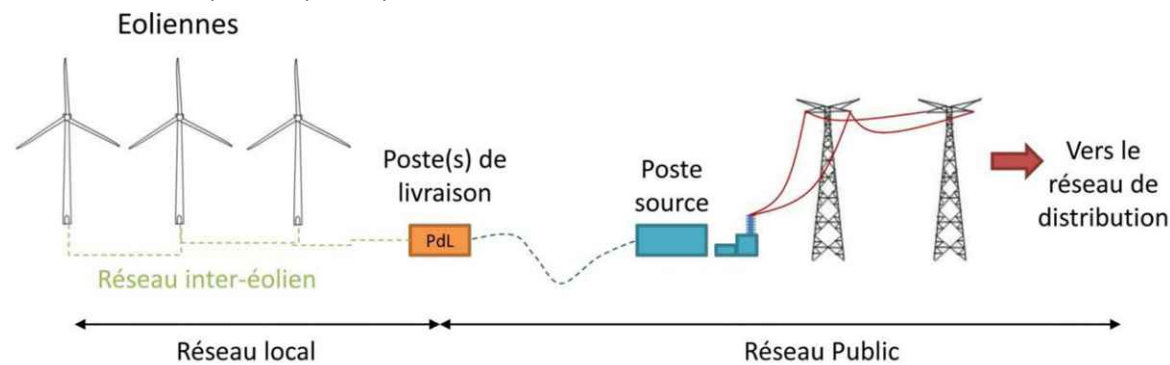 Eoliennes
Poste(s) de
livraison
PdL
Poste
source
Vers le
réseau de
distribution
Réseau inter-éolien
Réseau local
Réseau Public